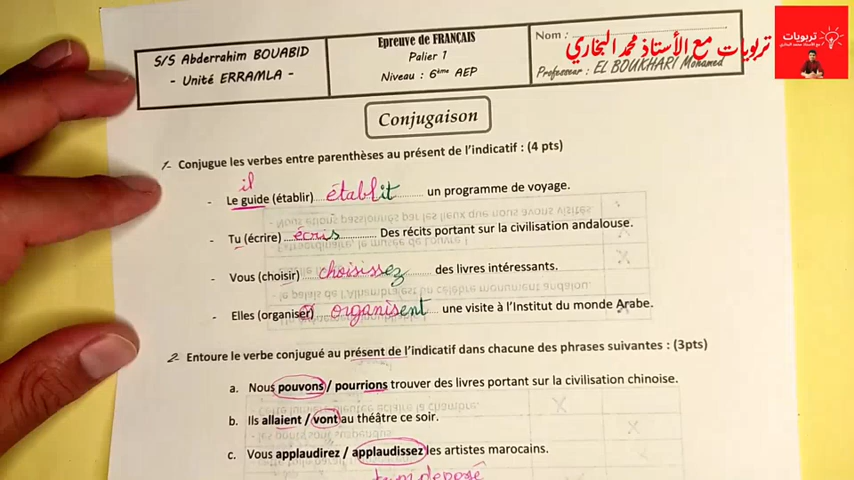 S/S Abderrahim BOUABID
- Unité ERRAMLA -
Epreuve de FRANÇAIS
Palier 1
Niveau : 6ème AEP
Nom :
تربويات مع الأستاذ محمد البخاري
Professeur : EL BOUKHARI Mohamed
تربويات
Conjugaison
1- Conjugue les verbes entre parenthèses au présent de l'indicatif : (4 pts)
il
- Le guide (établir) établit un programme de voyage.
- Tu (écrire) écris Des récits portant sur la civilisation andalouse.
- Vous (choisir) choisissez des livres intéressants.
- Elles (organiser) organisent une visite à l'Institut du monde Arabe.
2- Entoure le verbe conjugué au présent de l'indicatif dans chacune des phrases suivantes : (3pts)
a. Nous pouvons / pourrions trouver des livres portant sur la civilisation chinoise.
b. Ils allaient / vont au théâtre ce soir.
c. Vous applaudirez / applaudissez les artistes marocains.